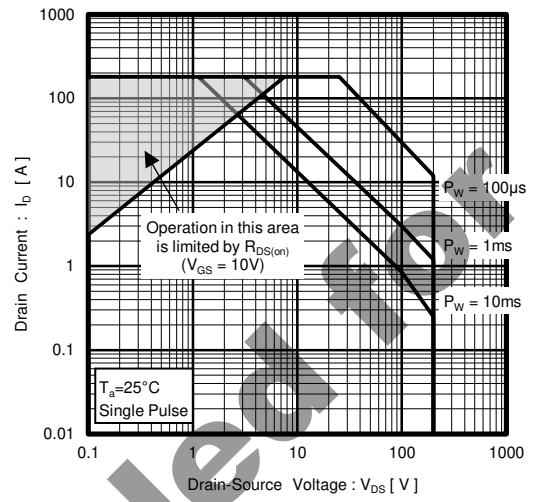 1000
100
10
1
0.1
0.01
Drain Current : I_D [ A ]
P_W = 100µs
P_W = 1ms
P_W = 10ms
Operation in this area
is limited by R_DS(on)
(V_GS = 10V)
T_a=25°C
Single Pulse
0.1 1 10 100 1000
Drain-Source Voltage : V_DS [ V ]
ed for